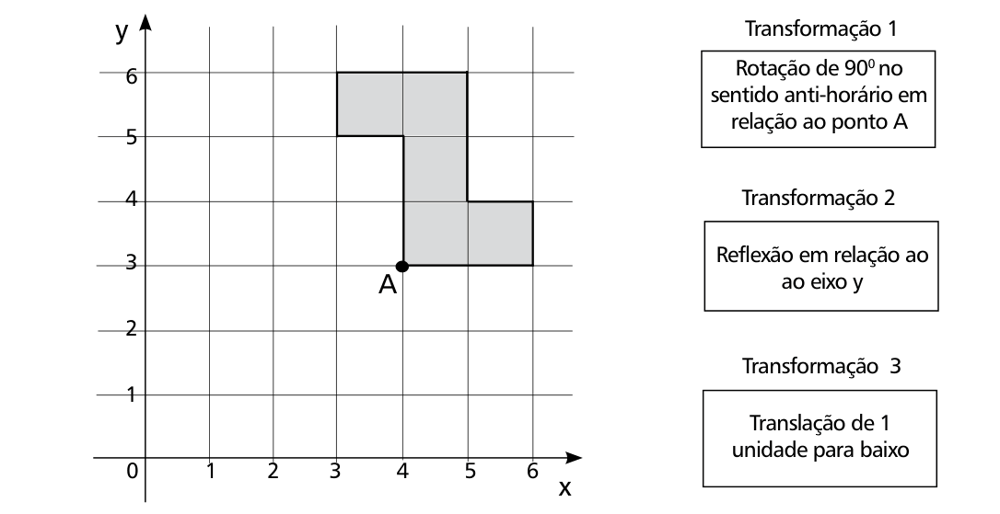 y
6
5
4
3
2
1
0
1
2
3
4
5
6
x
A
Transformação 1
Rotação de 90⁰ no
sentido anti-horário em
relação ao ponto A
Transformação 2
Reflexão em relação ao
ao eixo y
Transformação 3
Translação de 1
unidade para baixo